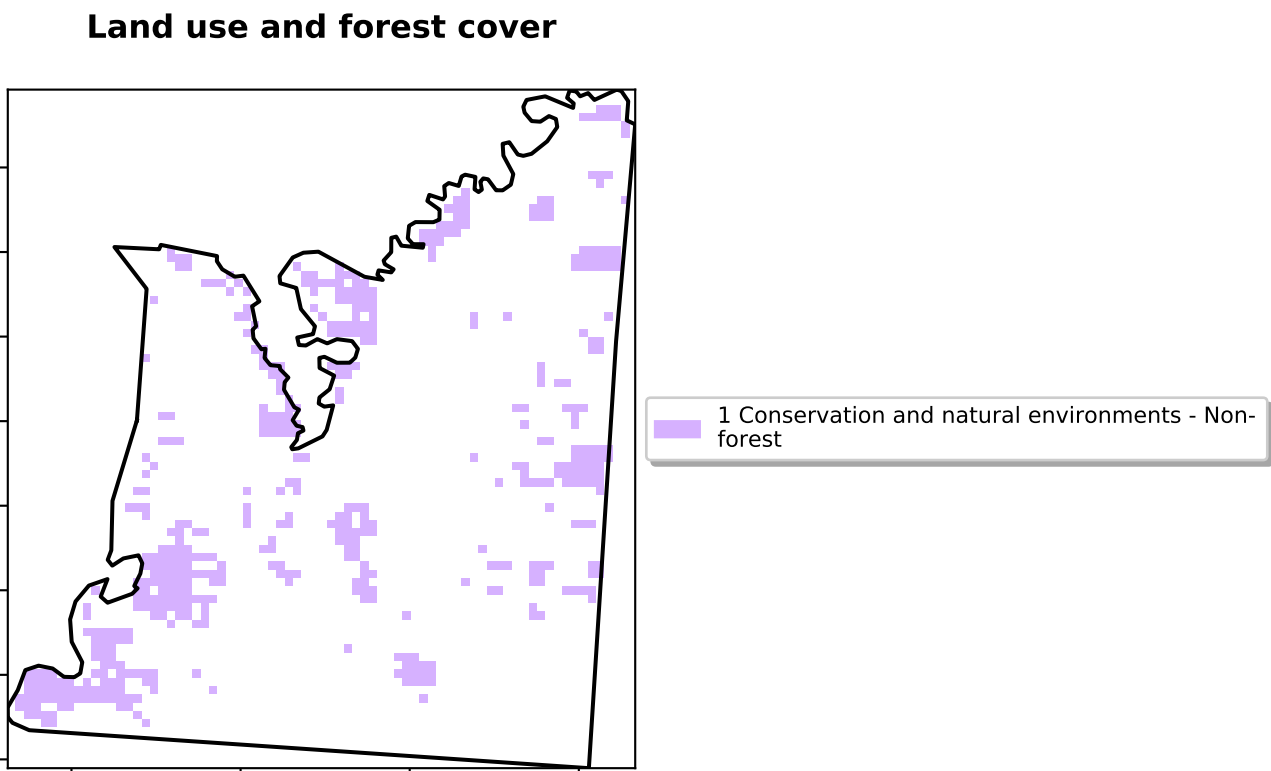 Land use and forest cover
1 Conservation and natural environments - Non-
forest